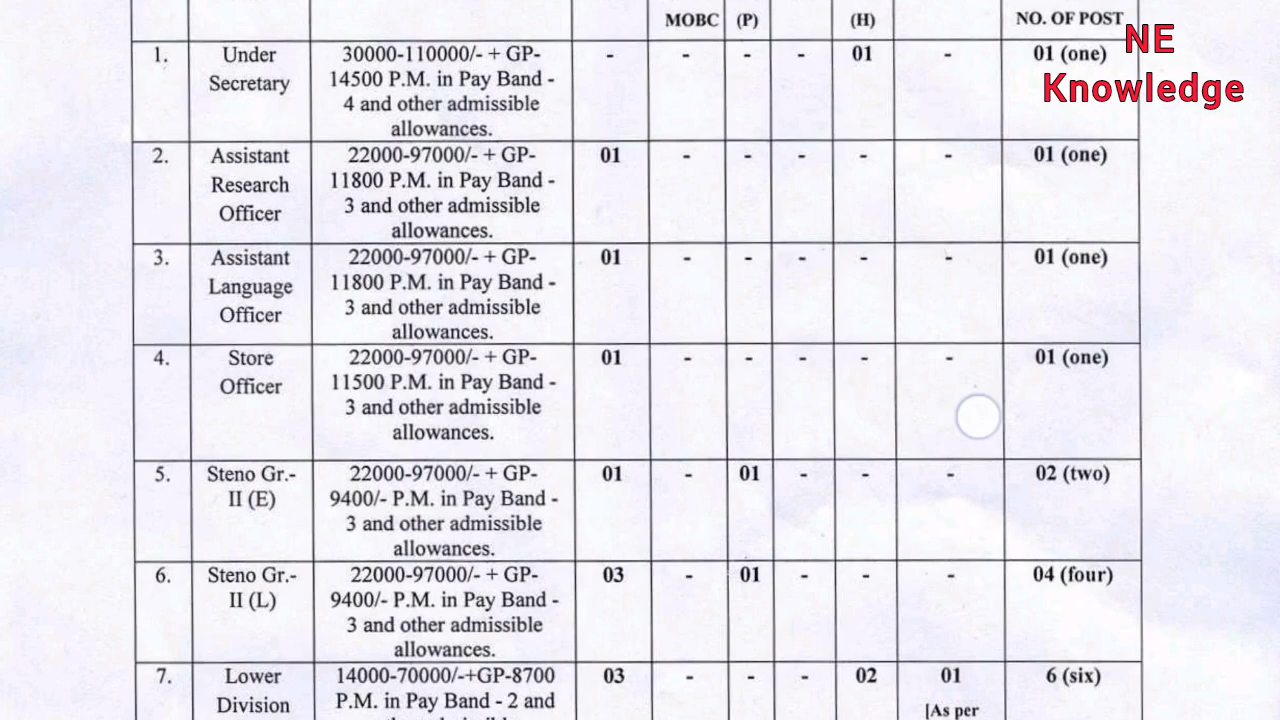 MOBC (P) (H) NO. OF POST
NE
Knowledge
1. Under Secretary 30000-110000/- + GP- 14500 P.M. in Pay Band - 4 and other admissible allowances. - - - - 01 - 01 (one)
2. Assistant Research Officer 22000-97000/- + GP- 11800 P.M. in Pay Band - 3 and other admissible allowances. 01 - - - - - 01 (one)
3. Assistant Language Officer 22000-97000/- + GP- 11800 P.M. in Pay Band - 3 and other admissible allowances. 01 - - - - - 01 (one)
4. Store Officer 22000-97000/- + GP- 11500 P.M. in Pay Band - 3 and other admissible allowances. 01 - - - - - 01 (one)
5. Steno Gr.- II (E) 22000-97000/- + GP- 9400/- P.M. in Pay Band - 3 and other admissible allowances. 01 - 01 - - - 02 (two)
6. Steno Gr.- II (L) 22000-97000/- + GP- 9400/- P.M. in Pay Band - 3 and other admissible allowances. 03 - 01 - - - 04 (four)
7. Lower Division 14000-70000/-+GP-8700 P.M. in Pay Band - 2 and 03 - - - 02 01 [As per 6 (six)